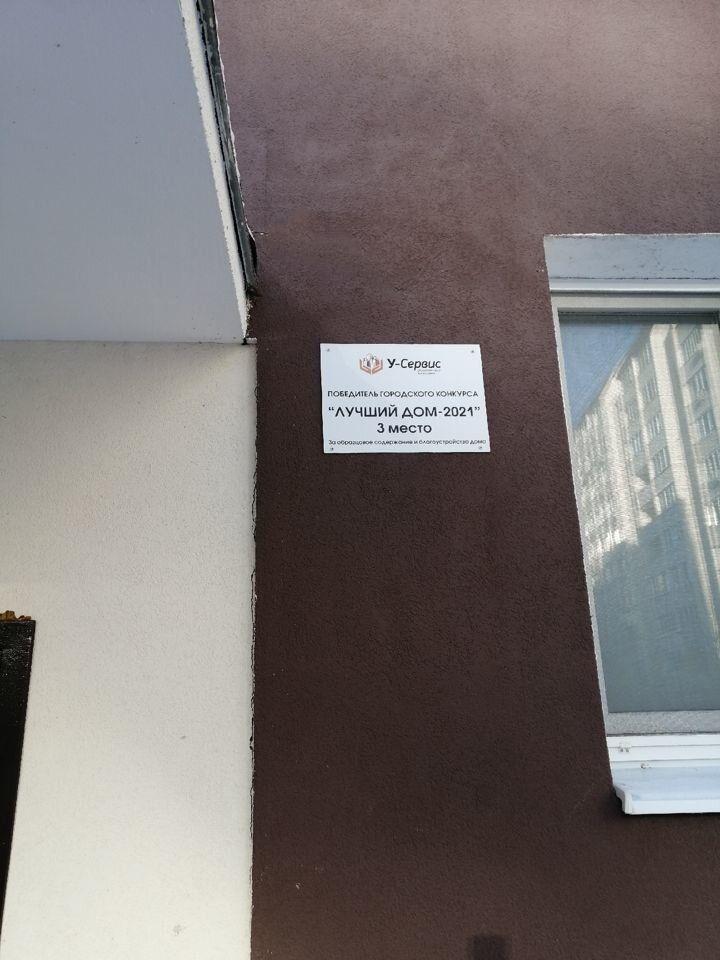 У-Сервис
ПОБЕДИТЕЛЬ ГОРОДСКОГО КОНКУРСА
"ЛУЧШИЙ ДОМ-2021"
3 место
За образцовое содержание и благоустройство дома